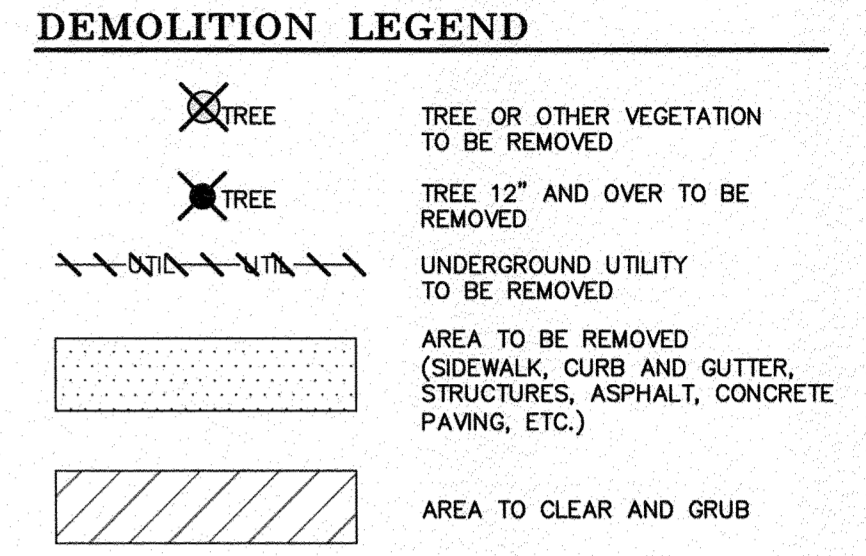 DEMOLITION LEGEND
TREE
TREE OR OTHER VEGETATION
TO BE REMOVED
TREE
TREE 12" AND OVER TO BE
REMOVED
UTIL UTIL
UNDERGROUND UTILITY
TO BE REMOVED
AREA TO BE REMOVED
(SIDEWALK, CURB AND GUTTER,
STRUCTURES, ASPHALT, CONCRETE
PAVING, ETC.)
AREA TO CLEAR AND GRUB